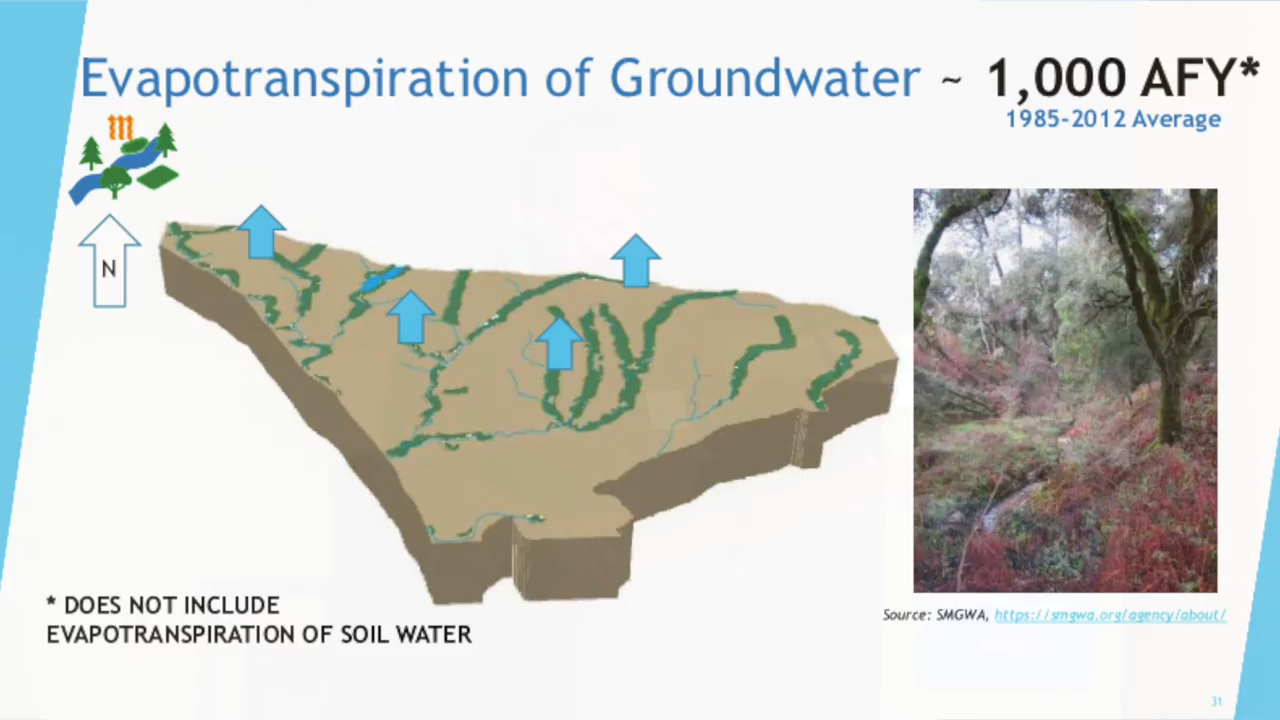 Evapotranspiration of Groundwater ~ 1,000 AFY*
1985-2012 Average
N
* DOES NOT INCLUDE
EVAPOTRANSPIRATION OF SOIL WATER
Source: SMGWA, https://smgwa.org/agency/about/
31